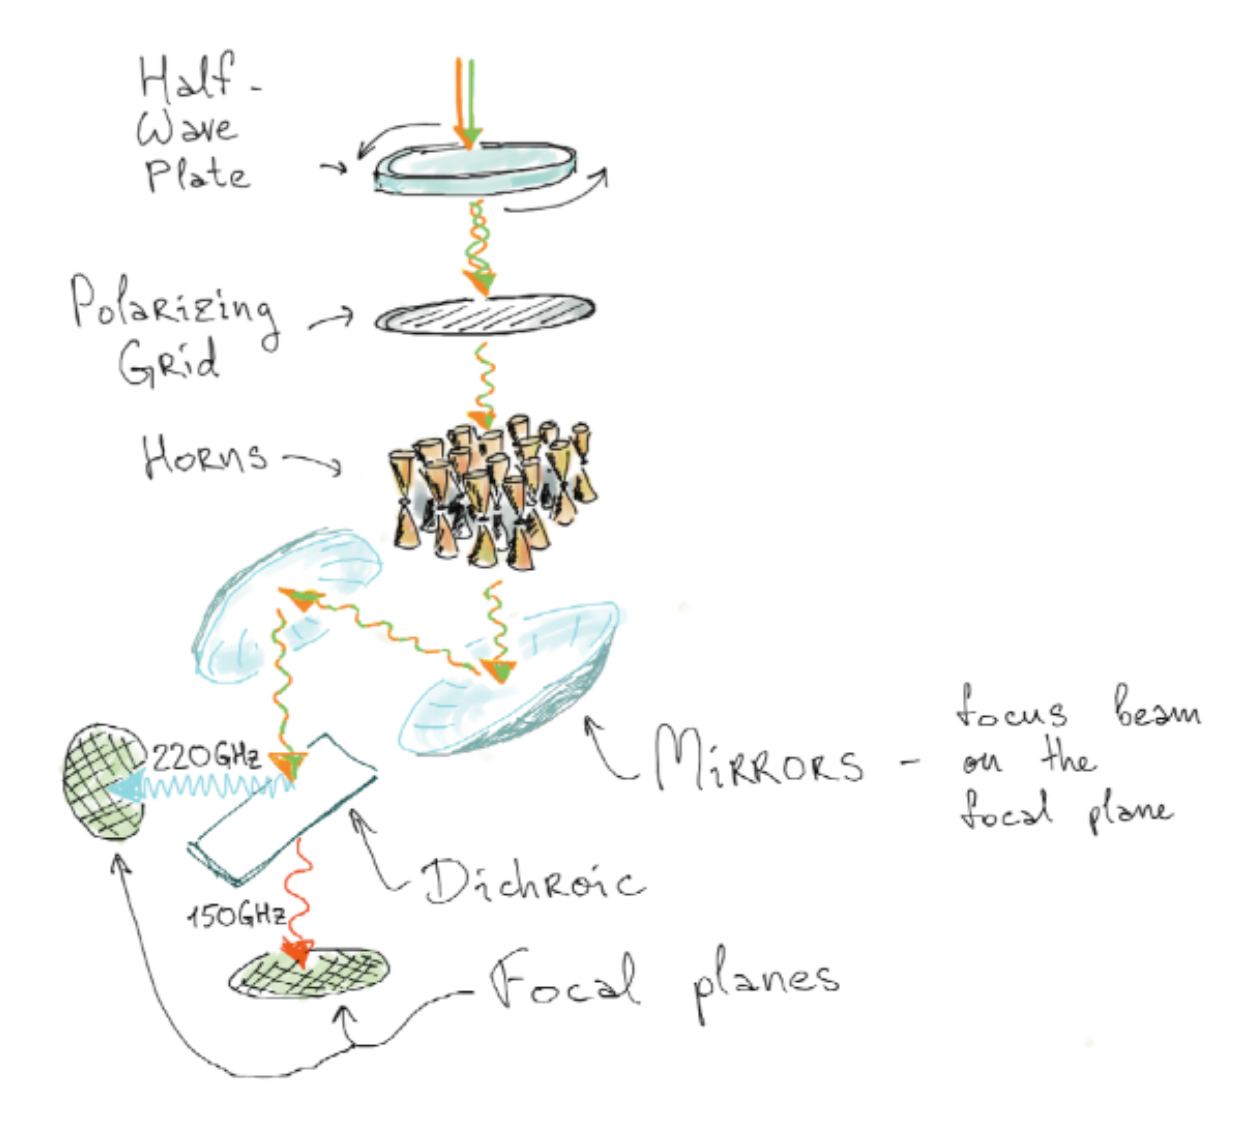 Half-
Wave
Plate
Polarizing
Grid
Horns
Mirrors - focus beam
on the
focal plane
220GHz
Dichroic
150GHz
Focal planes